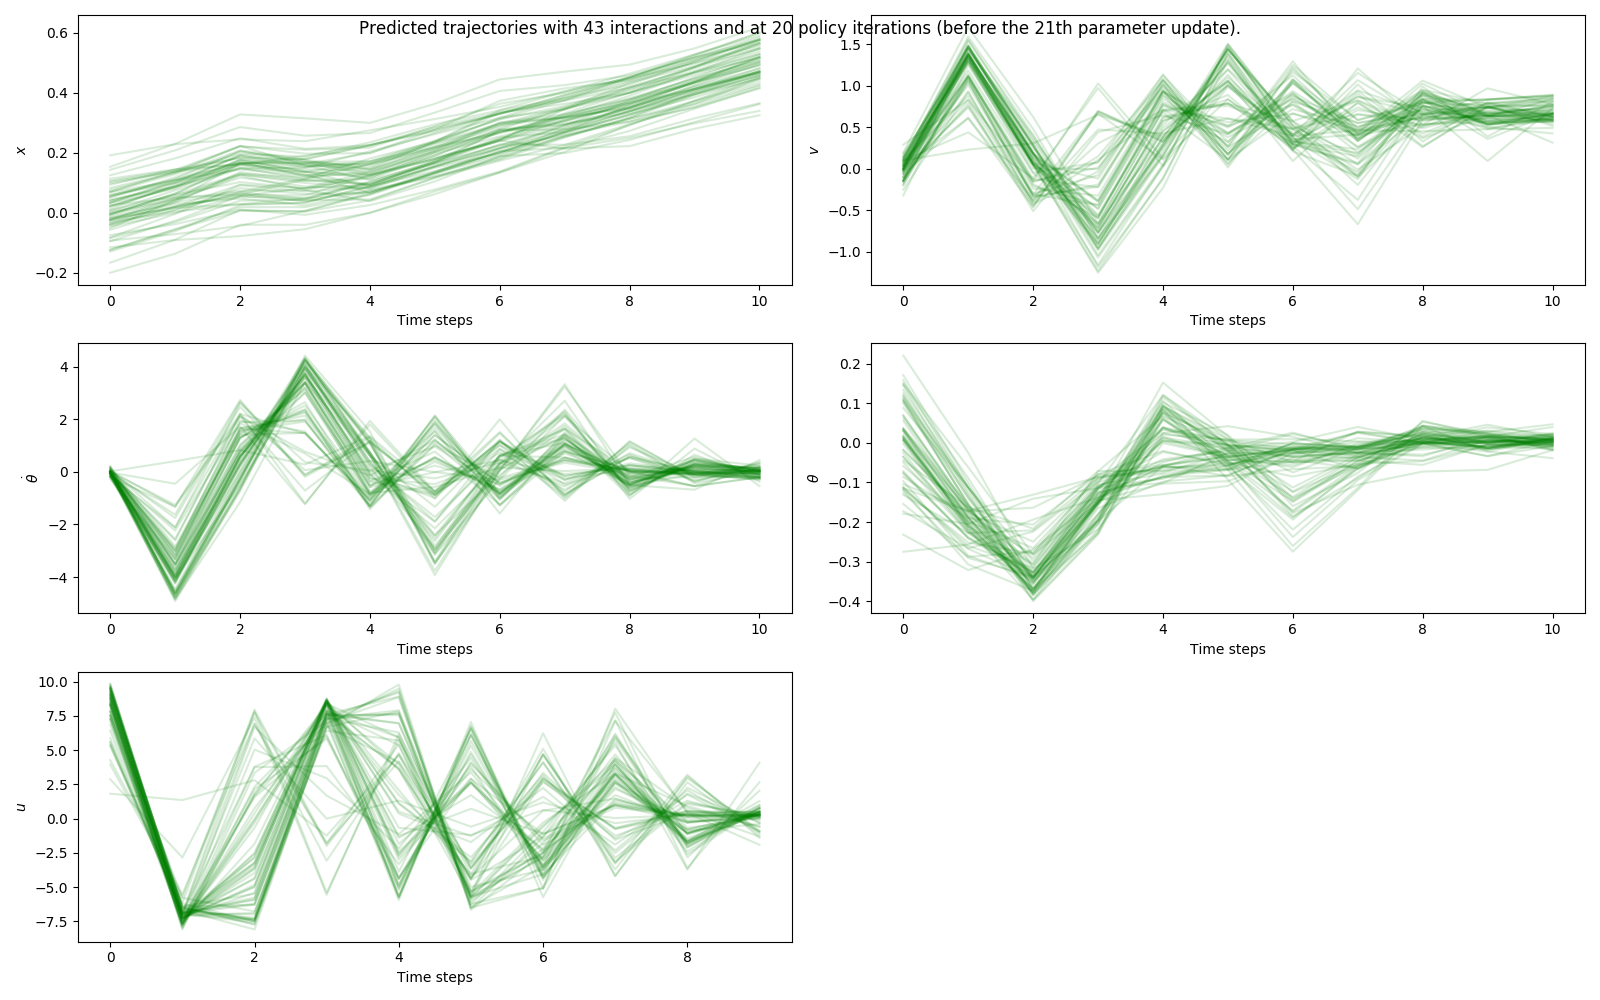 Predicted trajectories with 43 interactions and at 20 policy iterations (before the 21th parameter update).
0.6
0.4
0.2
0.0
−0.2
x
0 2 4 6 8 10
Time steps
1.5
1.0
0.5
0.0
−0.5
−1.0
v
0 2 4 6 8 10
Time steps
4
2
0
−2
−4
θ̇
0 2 4 6 8 10
Time steps
0.2
0.1
0.0
−0.1
−0.2
−0.3
−0.4
θ
0 2 4 6 8 10
Time steps
10.0
7.5
5.0
2.5
0.0
−2.5
−5.0
−7.5
u
0 2 4 6 8
Time steps